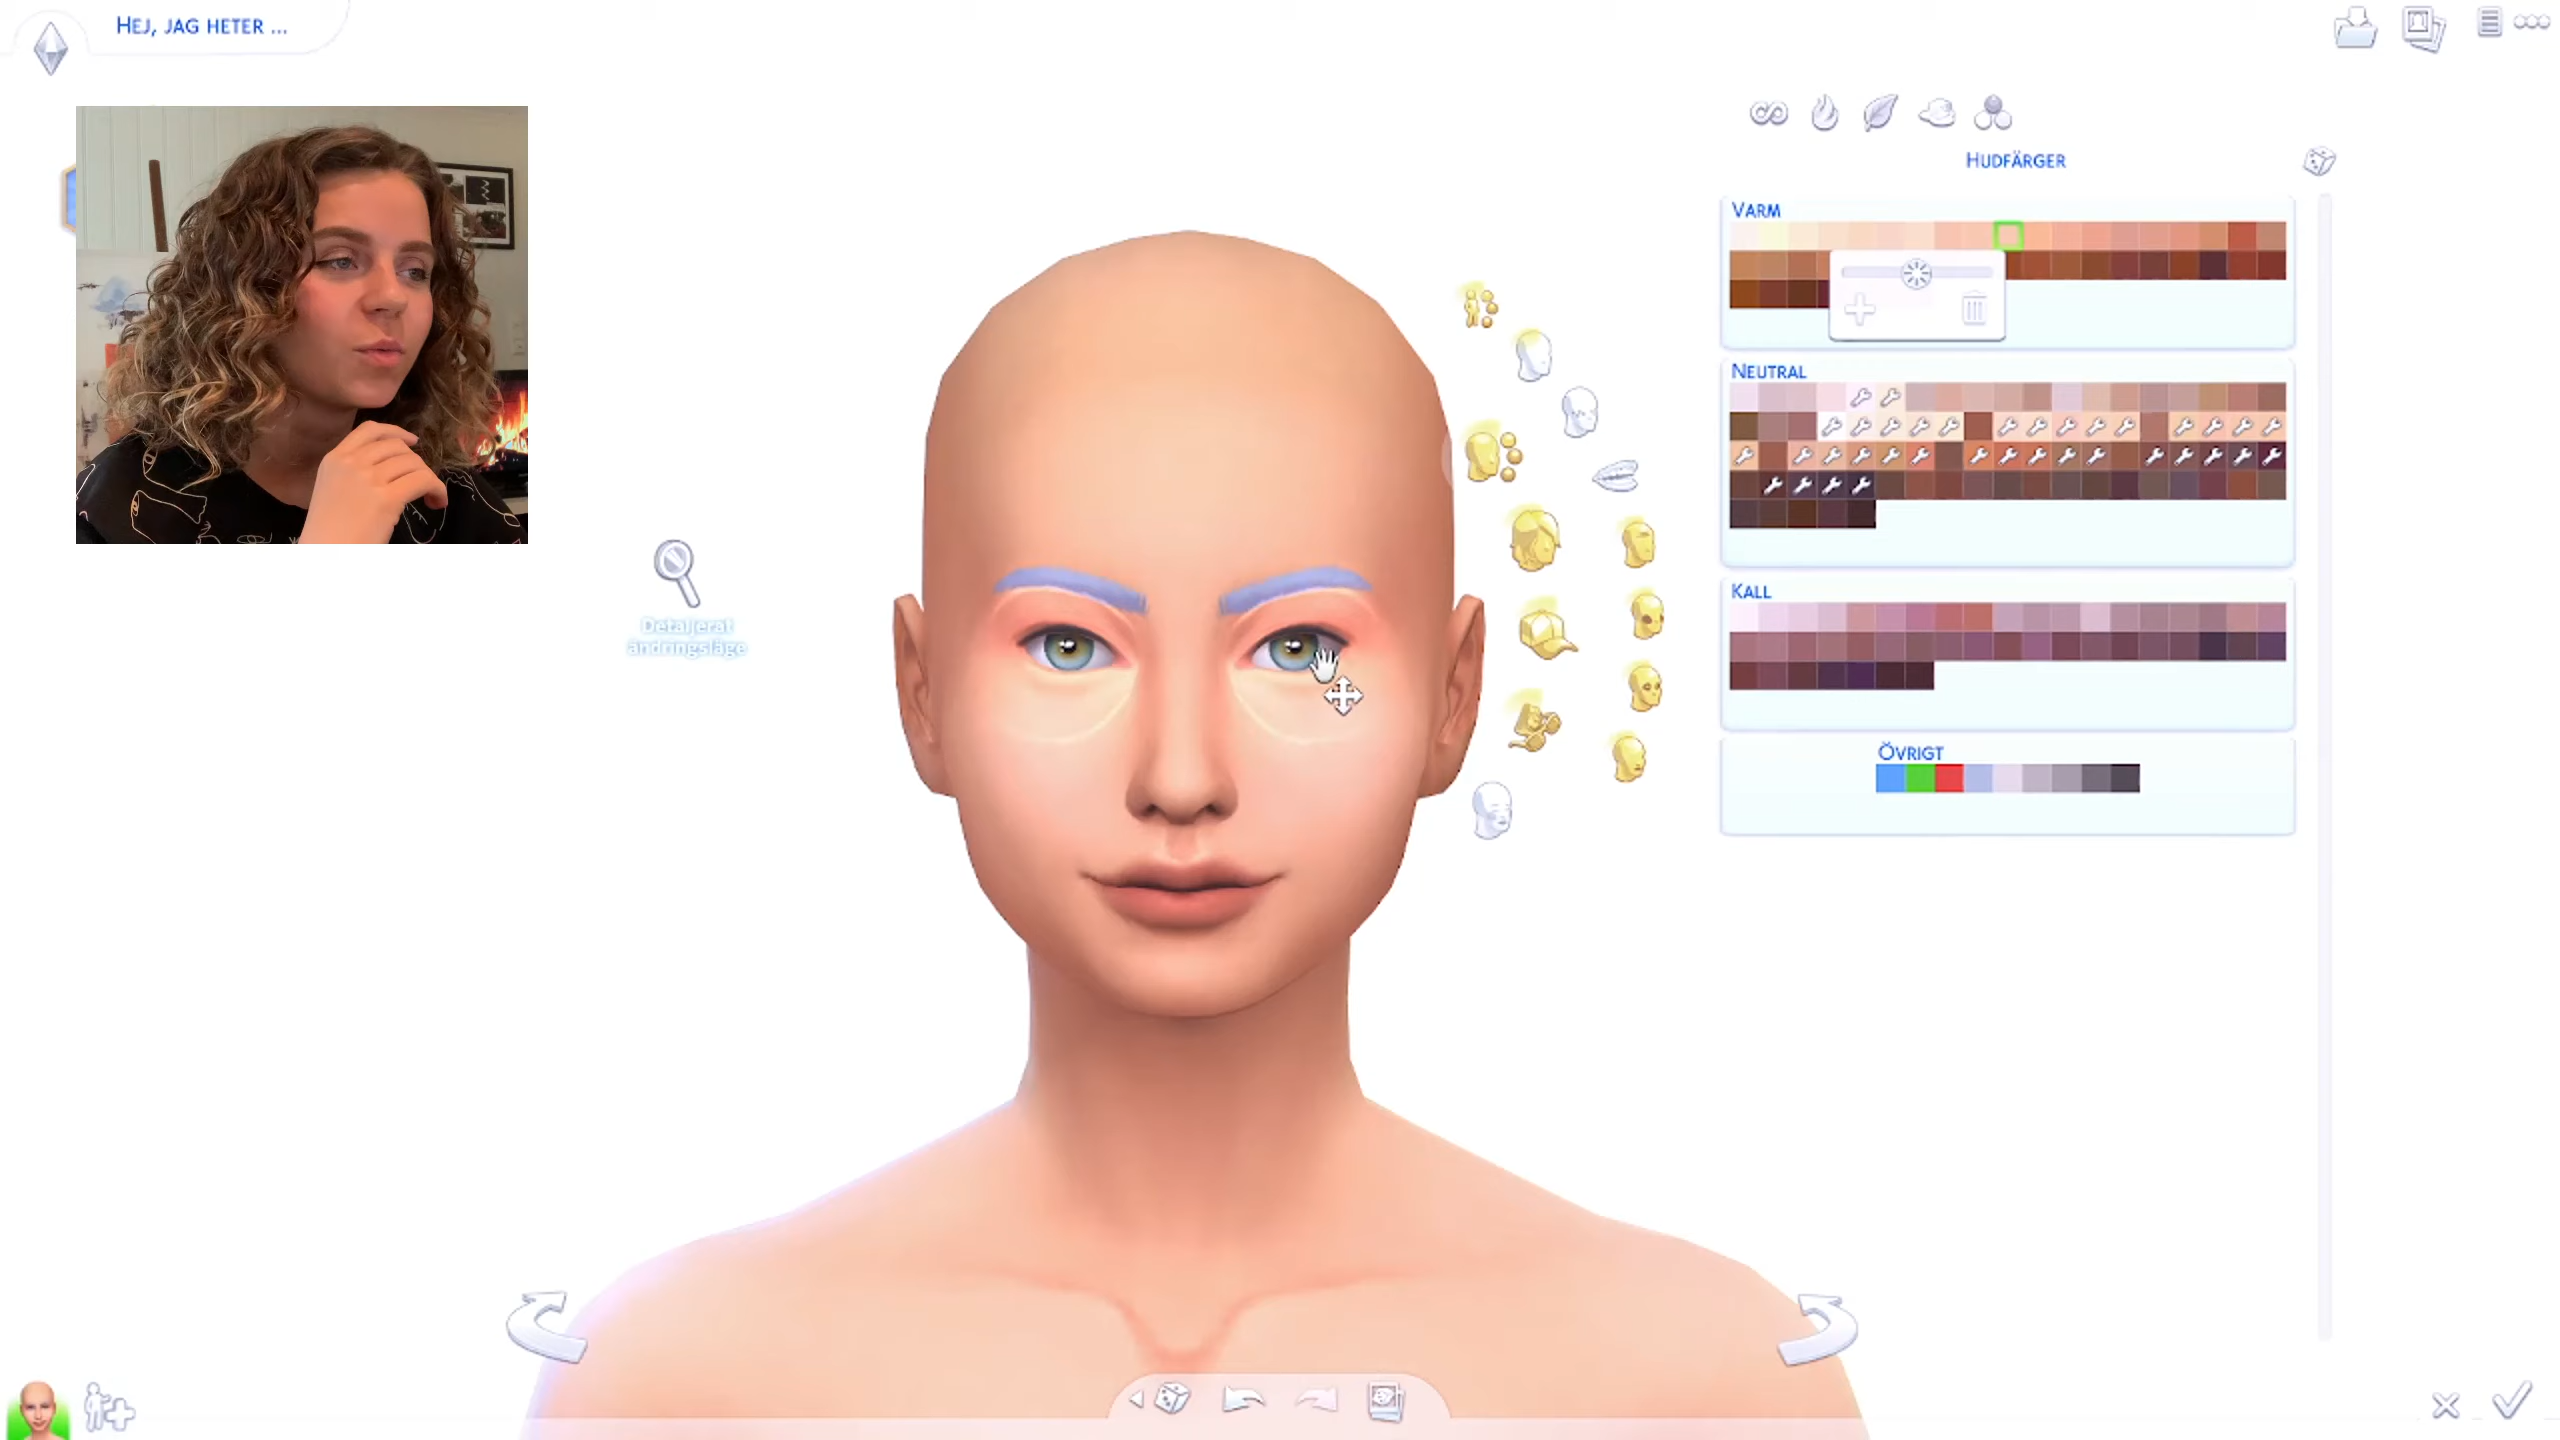 HEJ, JAG HETER ...
HUDFÄRGER
VARM
NEUTRAL
KALL
ÖVRIGT
Detaljerat
ändringsläge